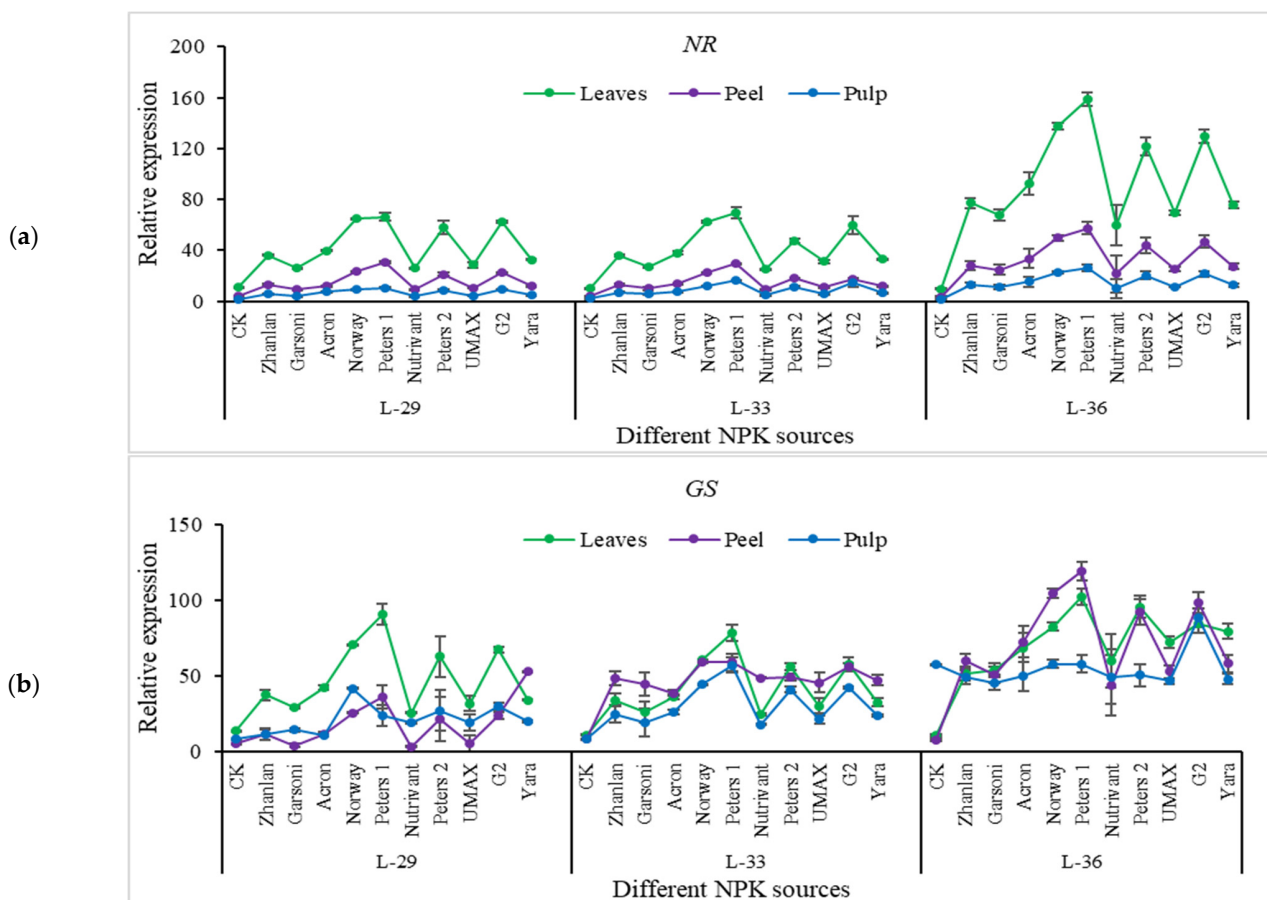 (a)
NR
Leaves Peel Pulp
Relative expression
200
160
120
80
40
0
CK Zhanlan Garsoni Acron Norway Peters 1 Nutrivant Peters 2 UMAX G2 Yara CK Zhanlan Garsoni Acron Norway Peters 1 Nutrivant Peters 2 UMAX G2 Yara CK Zhanlan Garsoni Acron Norway Peters 1 Nutrivant Peters 2 UMAX G2 Yara
L-29 L-33 L-36
Different NPK sources
(b)
GS
Leaves Peel Pulp
Relative expression
150
100
50
0
CK Zhanlan Garsoni Acron Norway Peters 1 Nutrivant Peters 2 UMAX G2 Yara CK Zhanlan Garsoni Acron Norway Peters 1 Nutrivant Peters 2 UMAX G2 Yara CK Zhanlan Garsoni Acron Norway Peters 1 Nutrivant Peters 2 UMAX G2 Yara
L-29 L-33 L-36
Different NPK sources